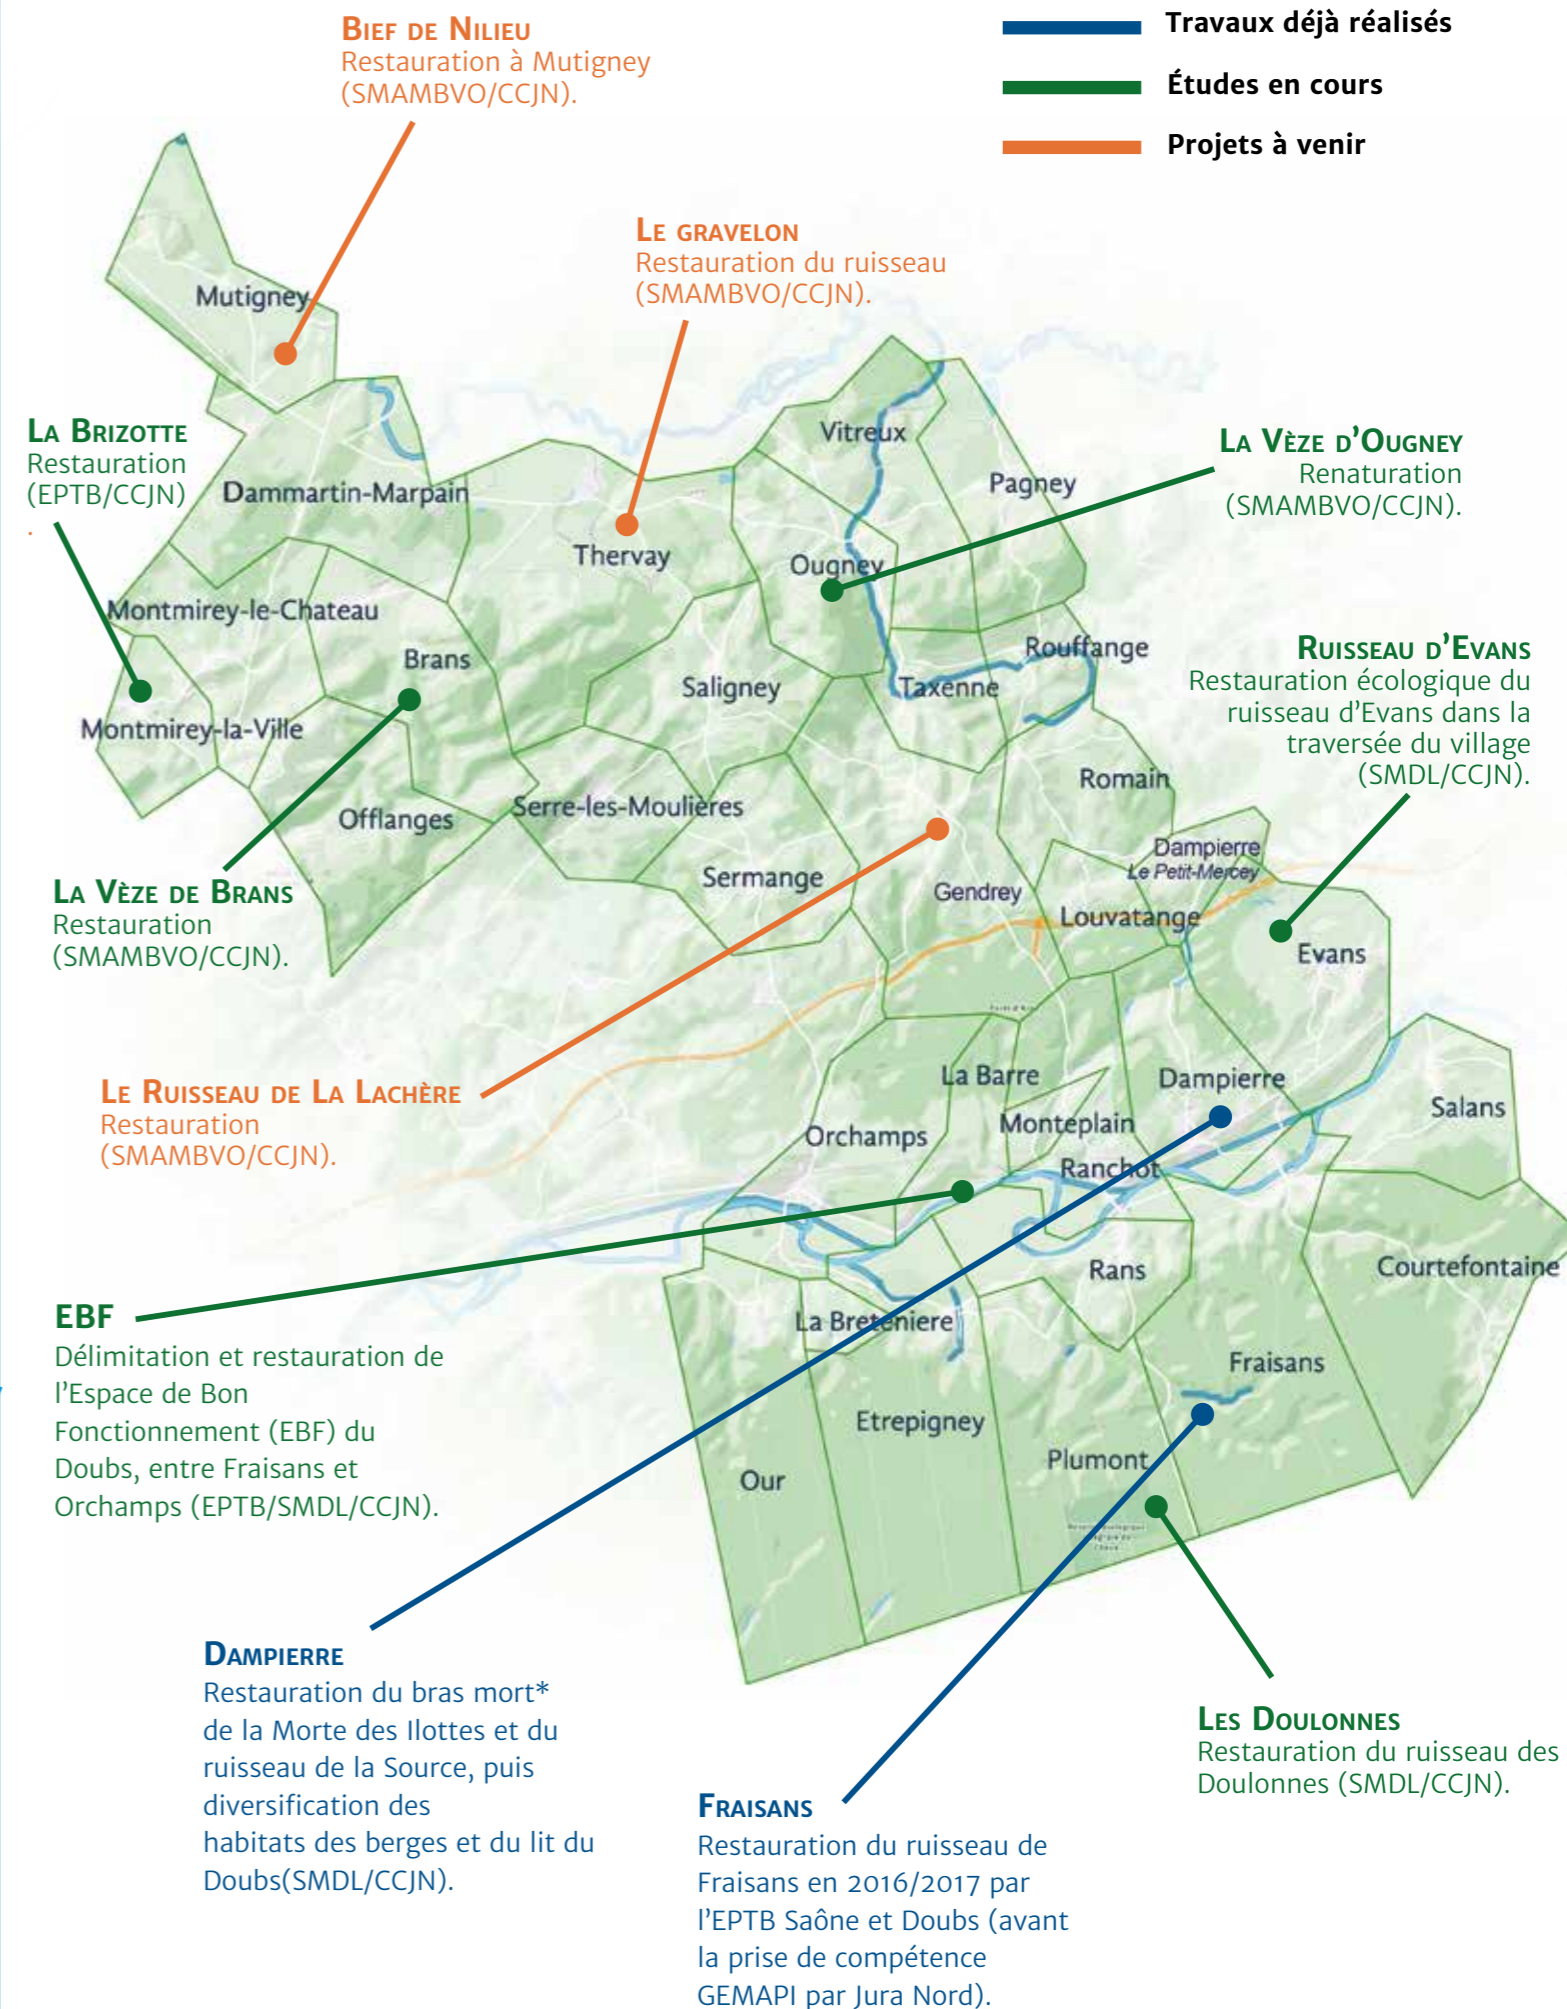 BIEF DE NILIEU
Restauration à Mutigney
(SMAMBVO/CCJN).
Travaux déjà réalisés
Études en cours
Projets à venir
LE GRAVELON
Restauration du ruisseau
(SMAMBVO/CCJN).
Mutigney
LA BRIZOTTE
Restauration
(EPTB/CCJN)
.
Vitreux
LA VÈZE D'OUGNEY
Renaturation
(SMAMBVO/CCJN).
Dammartin-Marpain
Pagney
Thervay
Ougney
Montmirey-le-Chateau
Brans
Rouffange
RUISSEAU D'EVANS
Restauration écologique du
ruisseau d'Evans dans la
traversée du village
(SMDL/CCJN).
Saligney
Taxenne
Montmirey-la-Ville
Romain
Offlanges
Serre-les-Moulières
Dampierre
Le Petit-Mercey
Sermange
Gendrey
Louvatange
LA VÈZE DE BRANS
Restauration
(SMAMBVO/CCJN).
Evans
LE RUISSEAU DE LA LACHÈRE
Restauration
(SMAMBVO/CCJN).
La Barre
Dampierre
Salans
Orchamps
Monteplain
Ranchot
Rans
Courtefontaine
EBF
Délimitation et restauration de
l'Espace de Bon
Fonctionnement (EBF) du
Doubs, entre Fraisans et
Orchamps (EPTB/SMDL/CCJN).
La Breteniere
Fraisans
Etrepigney
Plumont
Our
DAMPIERRE
Restauration du bras mort*
de la Morte des Ilottes et du
ruisseau de la Source, puis
diversification des
habitats des berges et du lit du
Doubs(SMDL/CCJN).
FRAISANS
Restauration du ruisseau de
Fraisans en 2016/2017 par
l'EPTB Saône et Doubs (avant
la prise de compétence
GEMAPI par Jura Nord).
LES DOULONNES
Restauration du ruisseau des
Doulonnes (SMDL/CCJN).